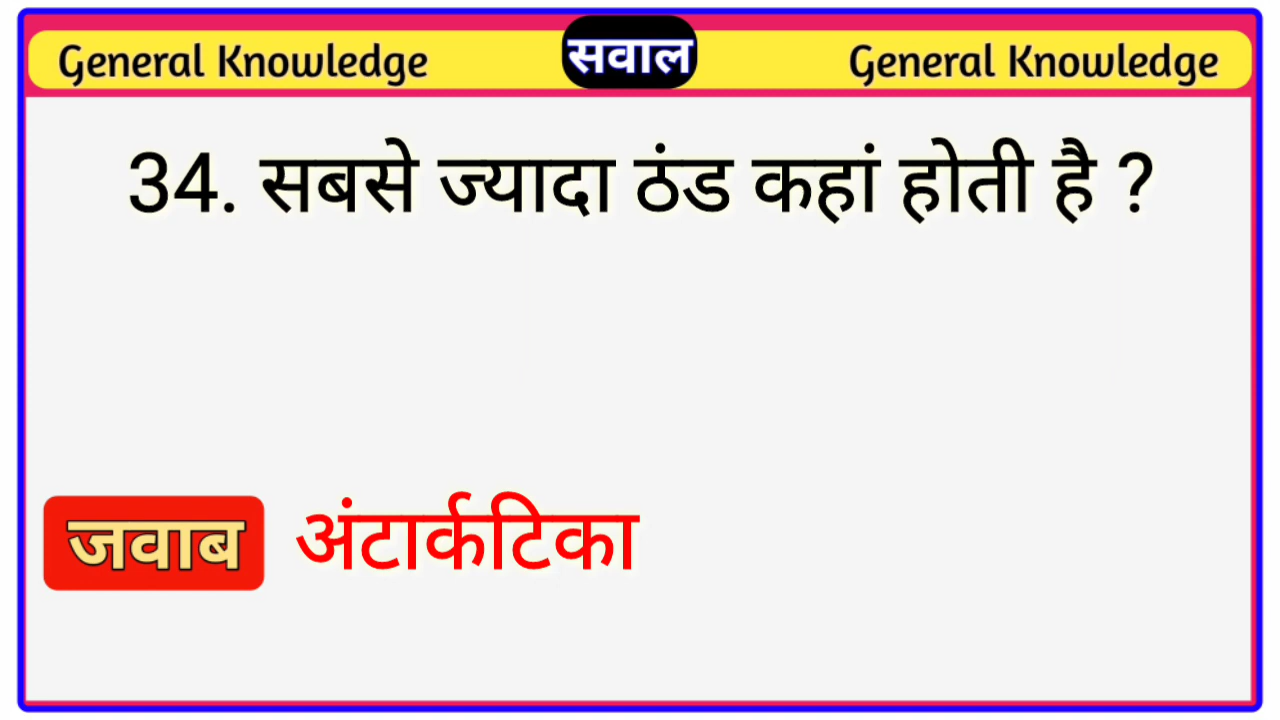 General Knowledge सवाल General Knowledge
34. सबसे ज्यादा ठंड कहां होती है ?
जवाब अंटार्कटिका